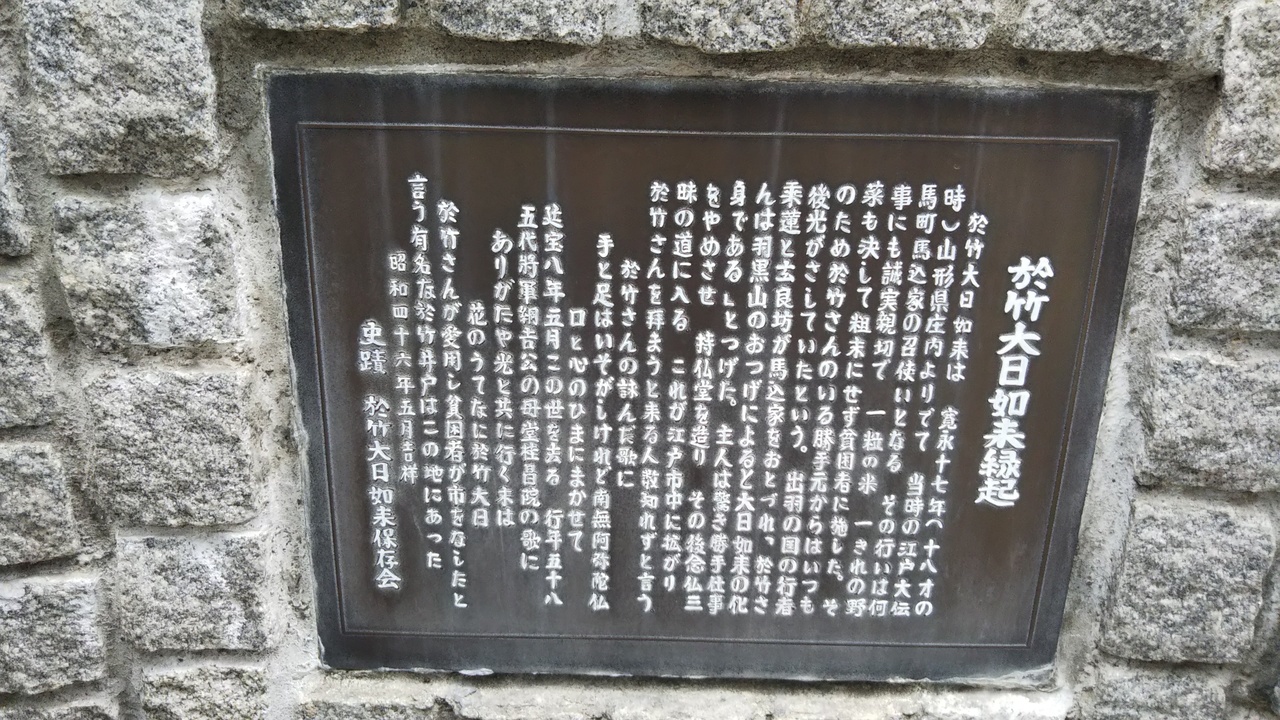 於竹大日如来縁起
於竹大日如来は 寛永十七年(十八才の
時)山形県庄内よりでて 当時の江戸大伝
馬町馬込家の召使いとなる その行いは何
事にも誠実親切で 一粒の米 一きれの野
菜も決して粗末にせず貧困者に施した。そ
のため於竹さんのいる勝手元からはいつも
後光がさしていたという。出羽の国の行者
乗蓮と玄良坊が馬込家をおとづれ、於竹さ
んは羽黒山のおつげによると大日如来の化
身である」とつげた。主人は驚き勝手仕事
をやめさせ 持仏堂を造り その後念仏三
昧の道に入る これが江戸市中に拡がり
於竹さんを拝まうと来る人数知れずと言う
於竹さんの詠んだ歌に
手と足はいそがしけれど南無阿弥陀仏
口と心のひまにまかせて
延宝八年五月この世を去る 行年五十八
五代將軍綱吉公の母堂桂昌院の歌に
ありがたや光と共に行く末は
花のうてなに於竹大日
於竹さんが愛用し貧困者が市をなしたと
言う有名な於竹井戸はこの地にあった
昭和四十六年五月吉祥
史蹟 於竹大日如来保存会